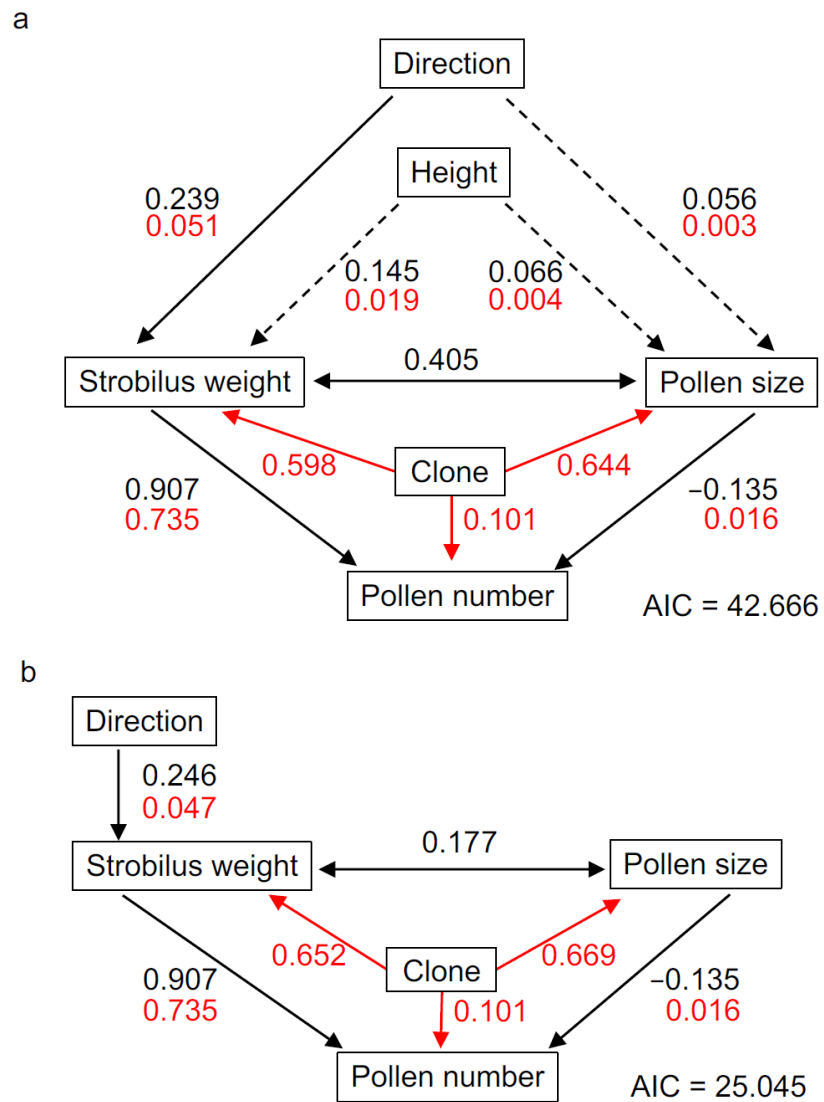 a
Direction
Height
0.239
0.051
0.056
0.003
0.145
0.019
0.066
0.004
Strobilus weight
0.405
Pollen size
0.598
Clone
0.644
0.907
0.735
0.101
−0.135
0.016
Pollen number
AIC = 42.666
b
Direction
0.246
0.047
Strobilus weight
0.177
Pollen size
0.652
Clone
0.669
0.907
0.735
0.101
−0.135
0.016
Pollen number
AIC = 25.045